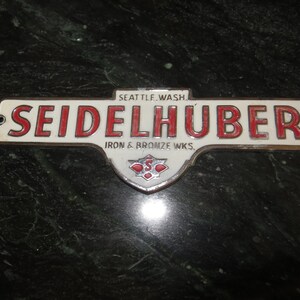 SEATTLE, WASH.
SEIDELHUBER
IRON & BRONZE WKS.
S